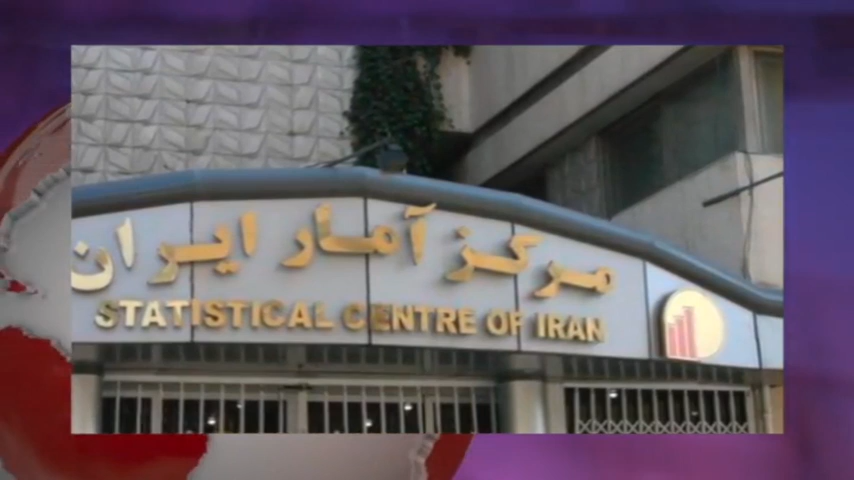 مرکز آمار ایران
STATISTICAL CENTRE OF IRAN